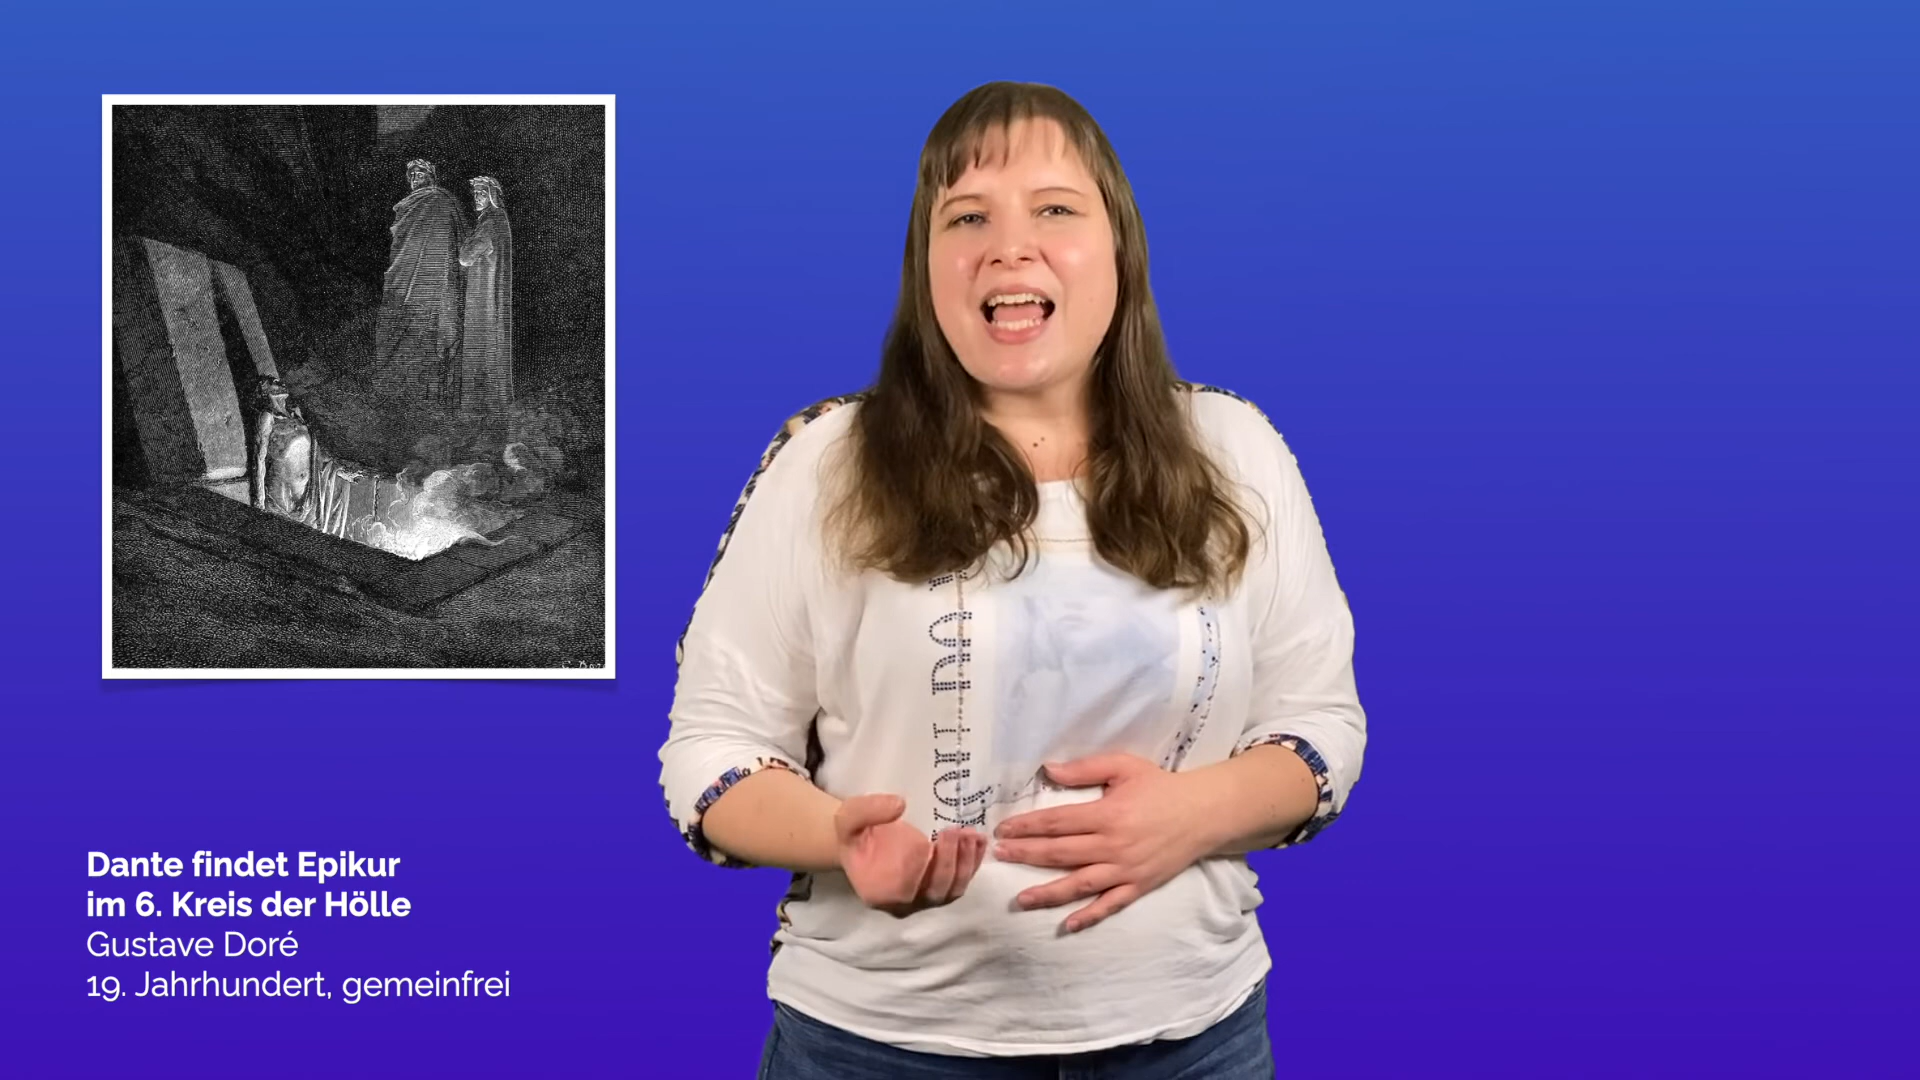 Dante findet Epikur
im 6. Kreis der Hölle
Gustave Doré
19. Jahrhundert, gemeinfrei